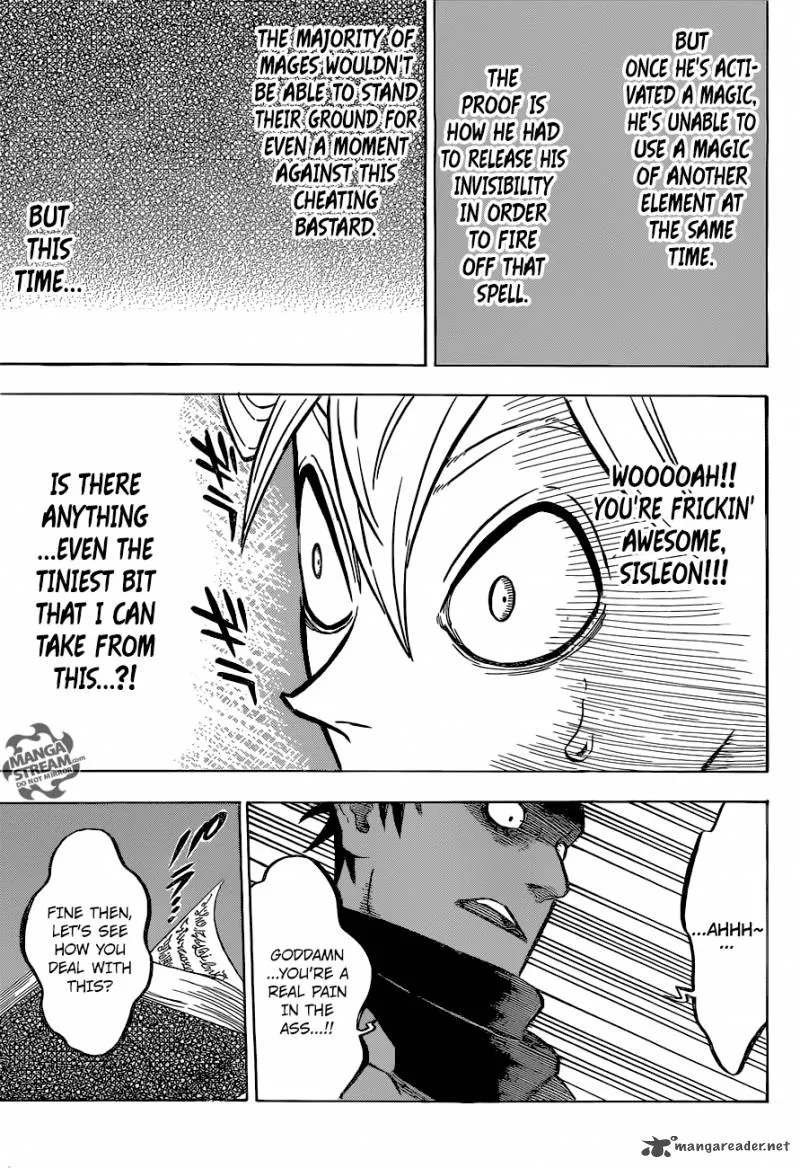 BUT
ONCE HE'S ACTI-
VATED A MAGIC,
HE'S UNABLE TO
USE A MAGIC
OF ANOTHER
ELEMENT AT
THE SAME
TIME.
THE
PROOF IS
HOW HE HAD
TO RELEASE HIS
INVISIBILITY
IN ORDER
TO FIRE
OFF THAT
SPELL.
THE MAJORITY OF
MAGES WOULDN'T
BE ABLE TO STAND
THEIR GROUND FOR
EVEN A MOMENT
AGAINST THIS
CHEATING
BASTARD.
BUT
THIS
TIME...
WOOOOAH!!
YOU'RE FRICKIN'
AWESOME,
SISLEON!!!
IS THERE
ANYTHING
...EVEN THE
TINIEST BIT
THAT I CAN
TAKE FROM
THIS...?!
MANGA
STREAM.com
DO NOT MIRROR
...AHHH~
...
GODDAMN
...YOU'RE A
REAL PAIN
IN THE
ASS...!!
FINE THEN,
LET'S SEE
HOW YOU
DEAL WITH
THIS?
mangareader.net